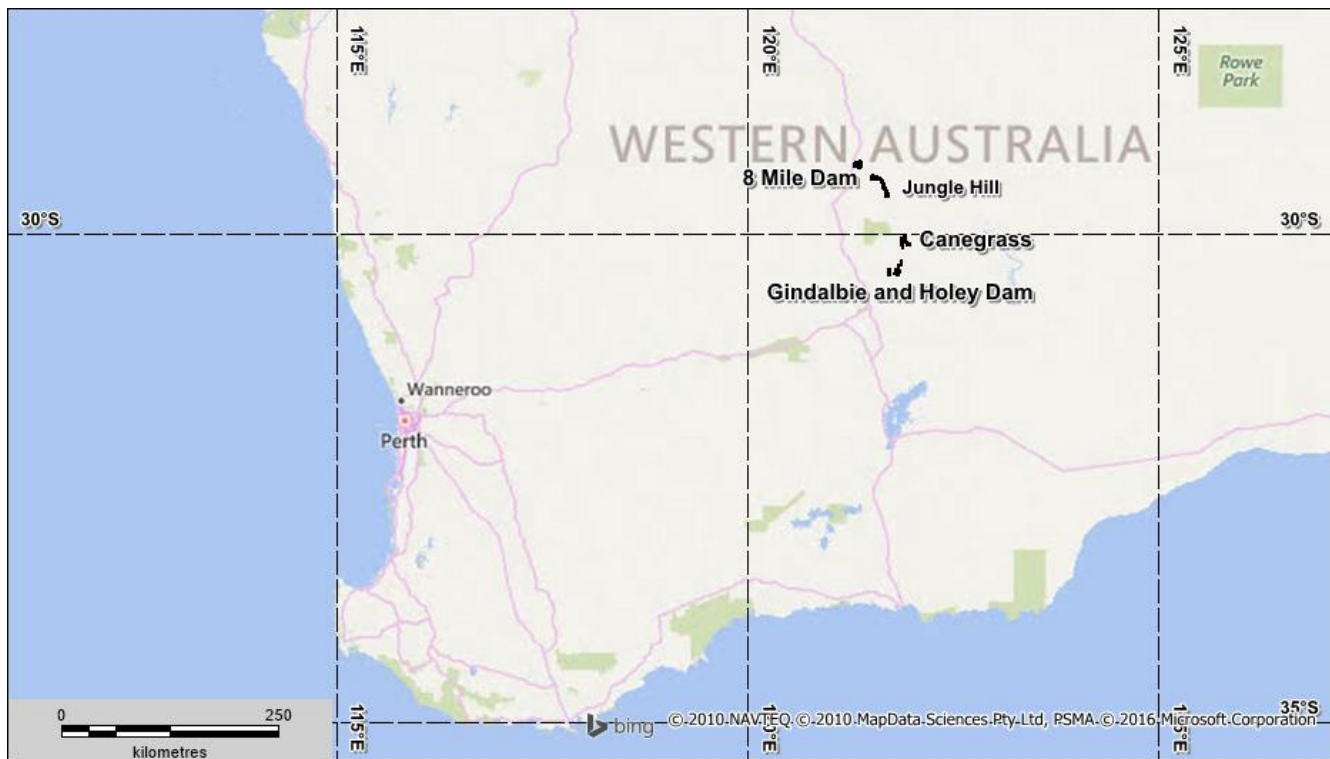 115°E
120°E
125°E
Rowe
Park
WESTERN AUSTRALIA
8 Mile Dam
Jungle Hill
30°S
30°S
Canegrass
Gindalbie and Holey Dam
Wanneroo
Perth
0 250
kilometres
115°E
bing
© 2010 NAVTEQ © 2010 MapData Sciences Pty Ltd, PSMA © 2016 Microsoft Corporation
120°E
125°E
35°S